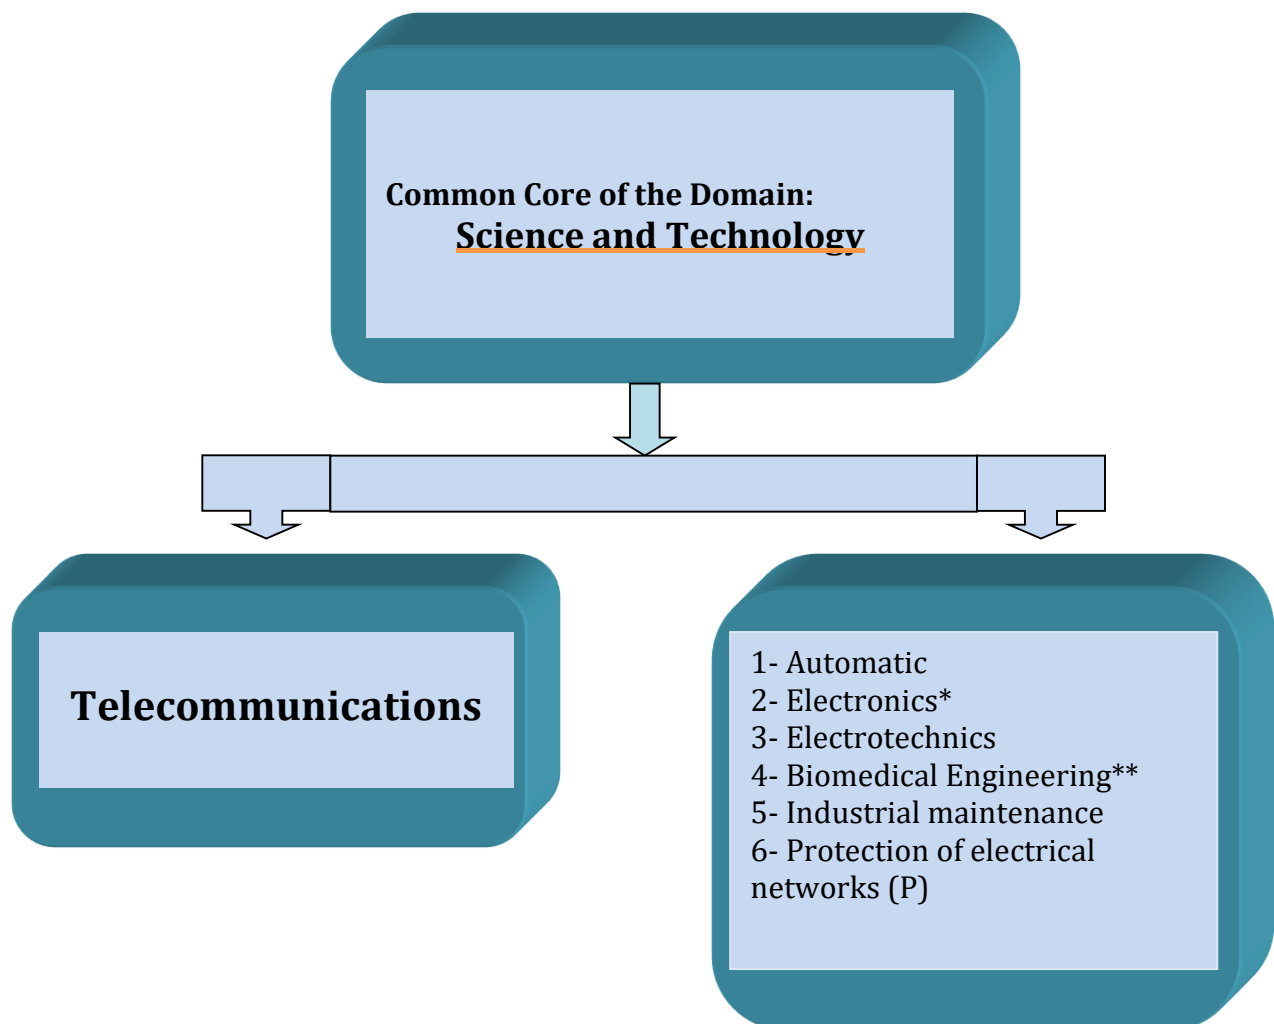 Common Core of the Domain:
Science and Technology
Telecommunications
1- Automatic
2- Electronics*
3- Electrotechnics
4- Biomedical Engineering**
5- Industrial maintenance
6- Protection of electrical
networks (P)